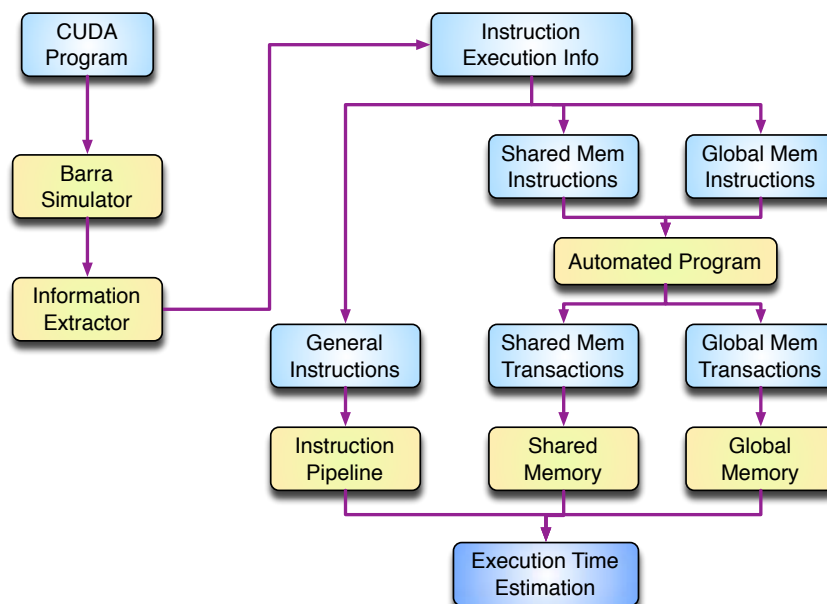 CUDA
Program
Instruction
Execution Info
Barra
Simulator
Shared Mem
Instructions
Global Mem
Instructions
Automated Program
Information
Extractor
General
Instructions
Shared Mem
Transactions
Global Mem
Transactions
Instruction
Pipeline
Shared
Memory
Global
Memory
Execution Time
Estimation